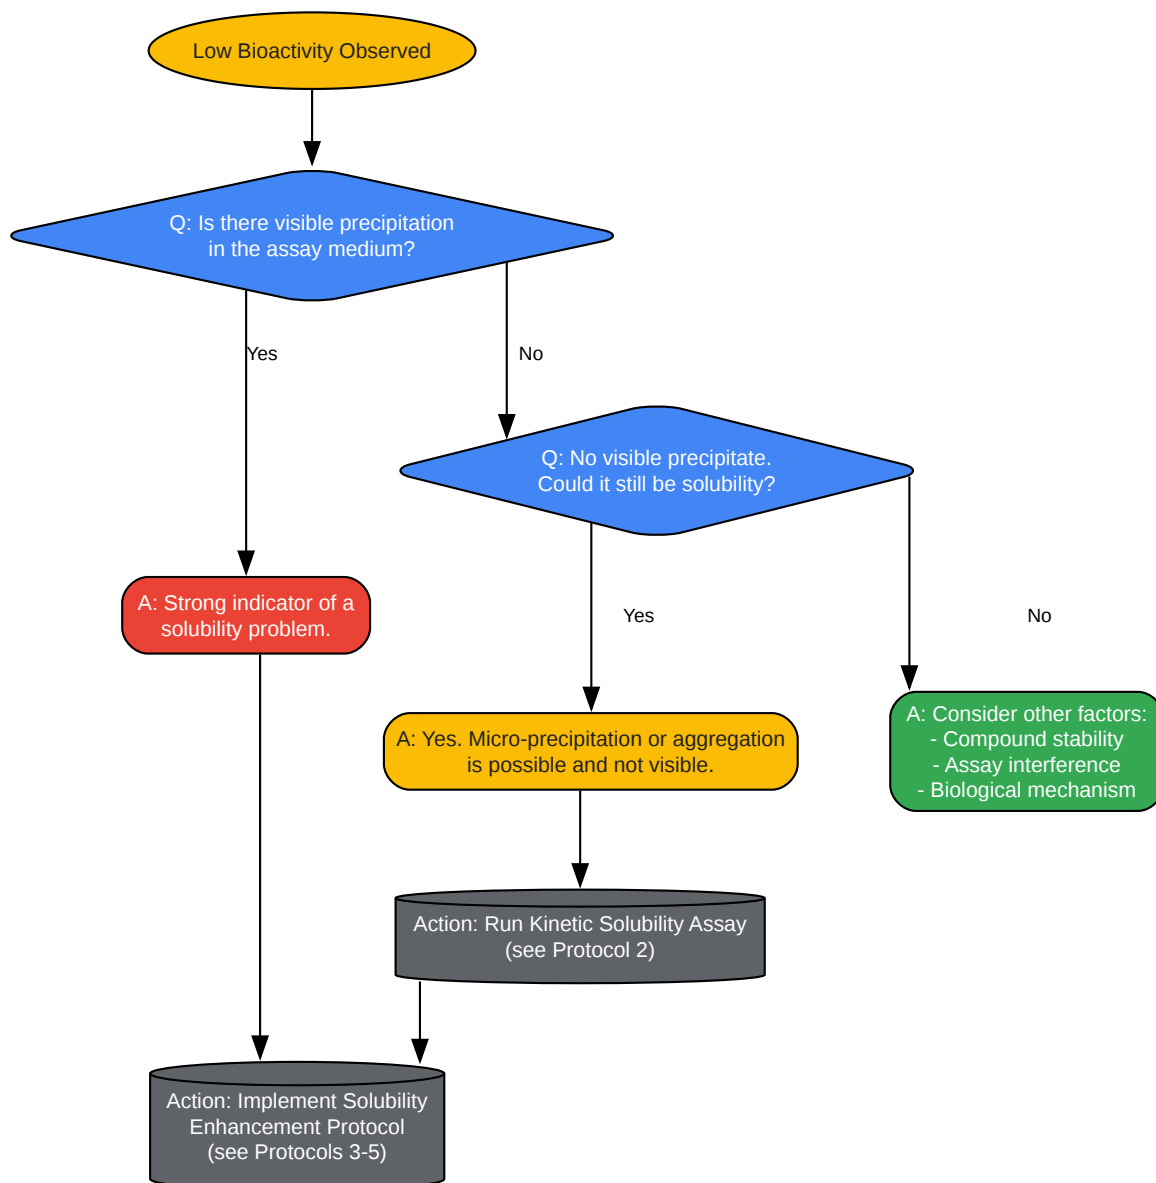 Low Bioactivity Observed
Q: Is there visible precipitation
in the assay medium?
Yes
No
Q: No visible precipitate.
Could it still be solubility?
A: Strong indicator of a
solubility problem.
Yes
No
A: Yes. Micro-precipitation or aggregation
is possible and not visible.
A: Consider other factors:
- Compound stability
- Assay interference
- Biological mechanism
Action: Run Kinetic Solubility Assay
(see Protocol 2)
Action: Implement Solubility
Enhancement Protocol
(see Protocols 3-5)